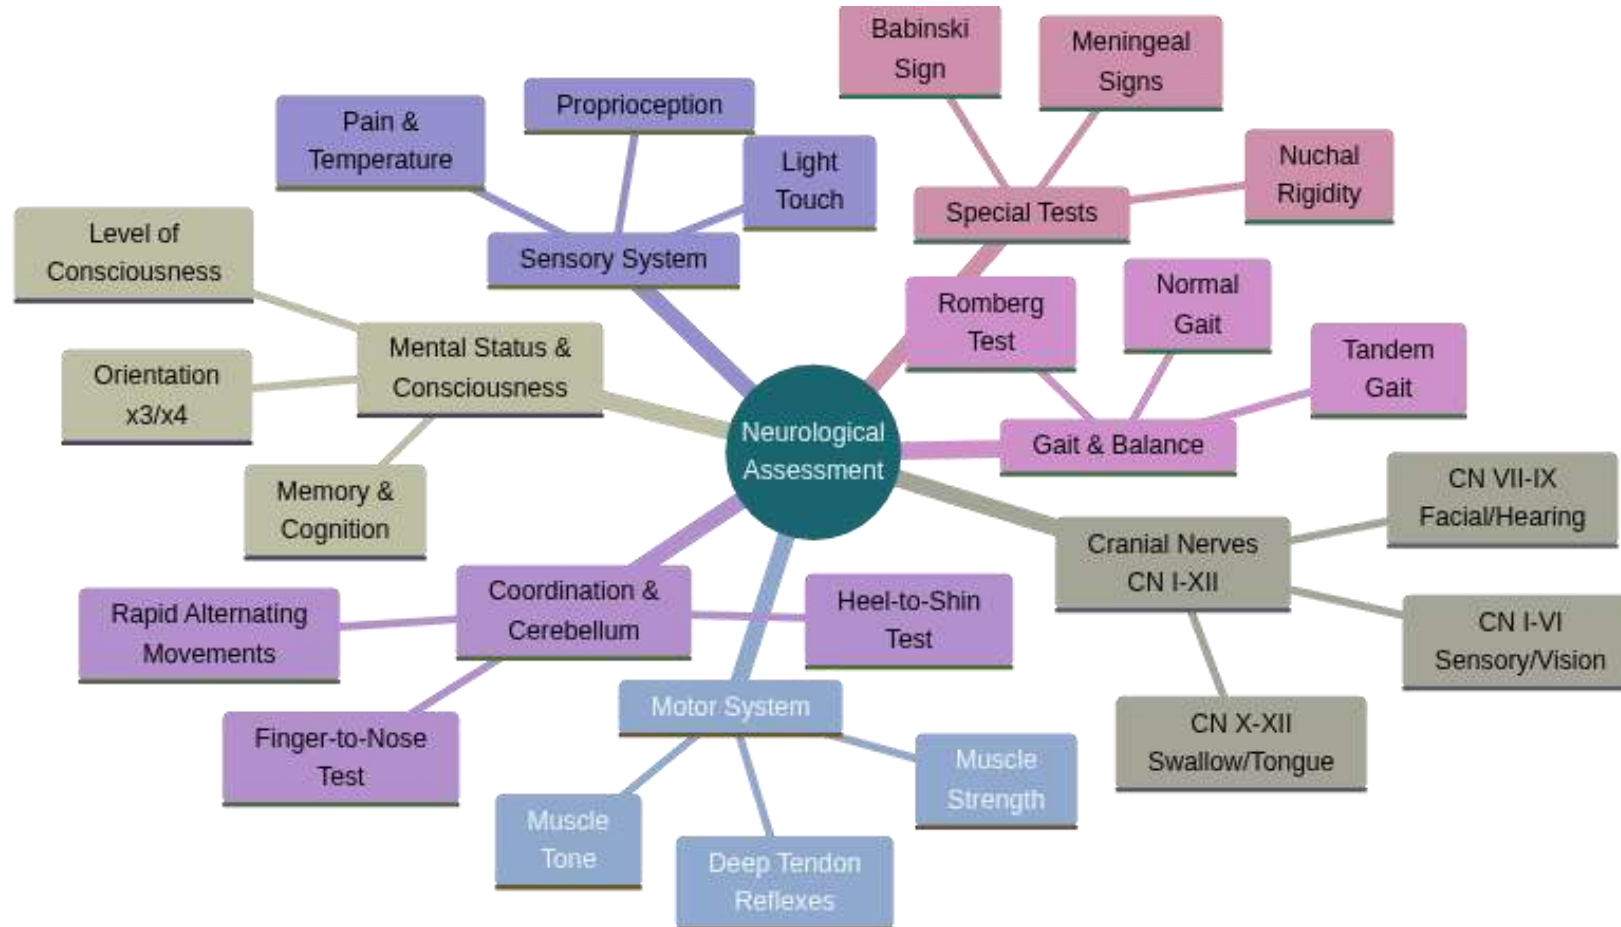 Neurological
Assessment
Special Tests
Babinski
Sign
Meningeal
Signs
Nuchal
Rigidity
Gait & Balance
Romberg
Test
Normal
Gait
Tandem
Gait
Cranial Nerves
CN I-XII
CN VII-IX
Facial/Hearing
CN I-VI
Sensory/Vision
CN X-XII
Swallow/Tongue
Motor System
Muscle
Strength
Deep Tendon
Reflexes
Muscle
Tone
Coordination &
Cerebellum
Heel-to-Shin
Test
Finger-to-Nose
Test
Rapid Alternating
Movements
Mental Status &
Consciousness
Level of
Consciousness
Orientation
x3/x4
Memory &
Cognition
Sensory System
Pain &
Temperature
Proprioception
Light
Touch